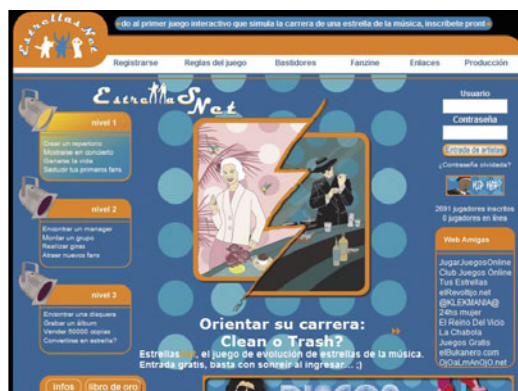 EstrellasNet
do al primer juego interactivo que simula la carrera de una estrella de la música, inscríbete pront
Registrarse Reglas del juego Bastidores Fanzine Enlaces Producción
EstrellasNet
nivel 1
Crear un repertorio
Mostrarse en concierto
Ganarse la vida
Seducir tus primeros fans
nivel 2
Encontrar un manager
Montar un grupo
Realizar giras
Atraer nuevos fans
nivel 3
Encontrar una disquera
Grabar un álbum
Vender 50000 copias
Convertirse en estrella?
infos libro de oro
Orientar su carrera:
Clean o Trash?
EstrellasNet, el juego de evolución de estrellas de la música.
Entrada gratis, basta con sonreir al ingresar... ;)
Usuario
Contraseña
Entrada de artistas
¿Contraseña olvidada?
HIP HOP?
2691 jugadores inscritos
0 jugadores en línea
Web Amigas
JugarJuegosOnline
Club Juegos Online
Tus Estrellas
elRevoltijo.net
@KLEKMANIA@
24hs mujer
El Reino Del Vicio
La Chabola
Juegos Gratis
elBukanero.com
OjOaLmAnOjO.net